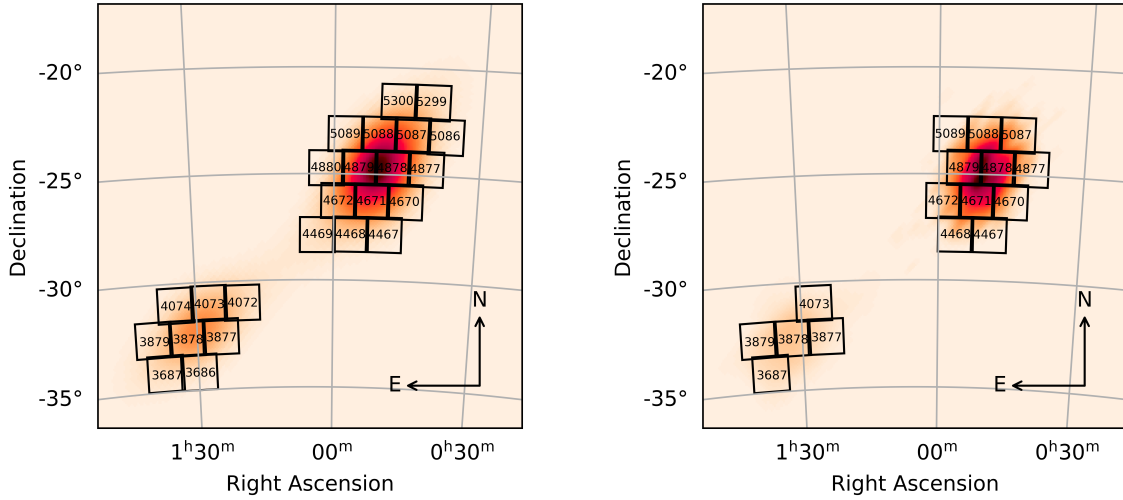 -20°
-25°
-30°
-35°
Declination
5300 5299
5089 5088 5087 5086
4880 4879 4878 4877
4672 4671 4670
4469 4468 4467
4074 4073 4072
3879 3878 3877
3687 3686
N
E
1ʰ30ᵐ 00ᵐ 0ʰ30ᵐ
Right Ascension
-20°
-25°
-30°
-35°
Declination
5089 5088 5087
4879 4878 4877
4672 4671 4670
4468 4467
4073
3879 3878 3877
3687
N
E
1ʰ30ᵐ 00ᵐ 0ʰ30ᵐ
Right Ascension